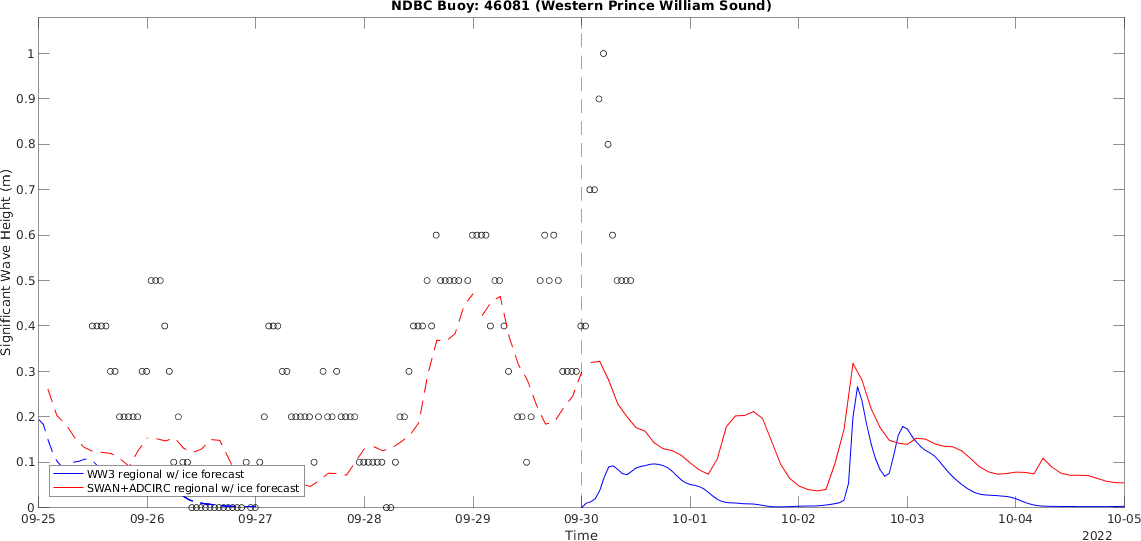 NDBC Buoy: 46081 (Western Prince William Sound)
Significant Wave Height (m)
1
0.9
0.8
0.7
0.6
0.5
0.4
0.3
0.2
0.1
0
WW3 regional w/ ice forecast
SWAN+ADCIRC regional w/ ice forecast
09-25 09-26 09-27 09-28 09-29 09-30 10-01 10-02 10-03 10-04 10-05
Time
2022